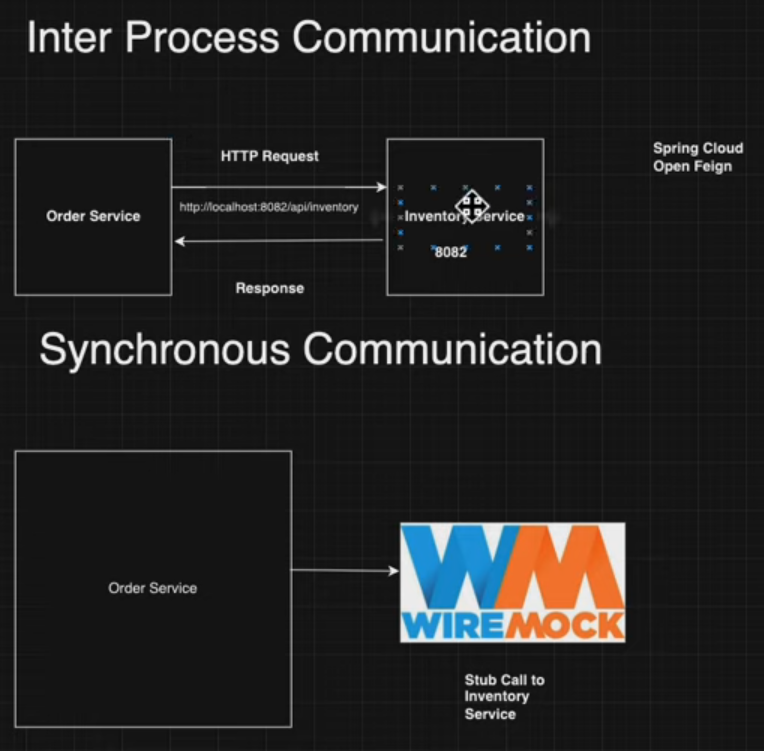 Inter Process Communication
HTTP Request
Spring Cloud
Open Feign
Order Service
http://localhost:8082/api/inventory
Inventory Service
8082
Response
Synchronous Communication
Order Service
WM
WIREMOCK
Stub Call to
Inventory
Service